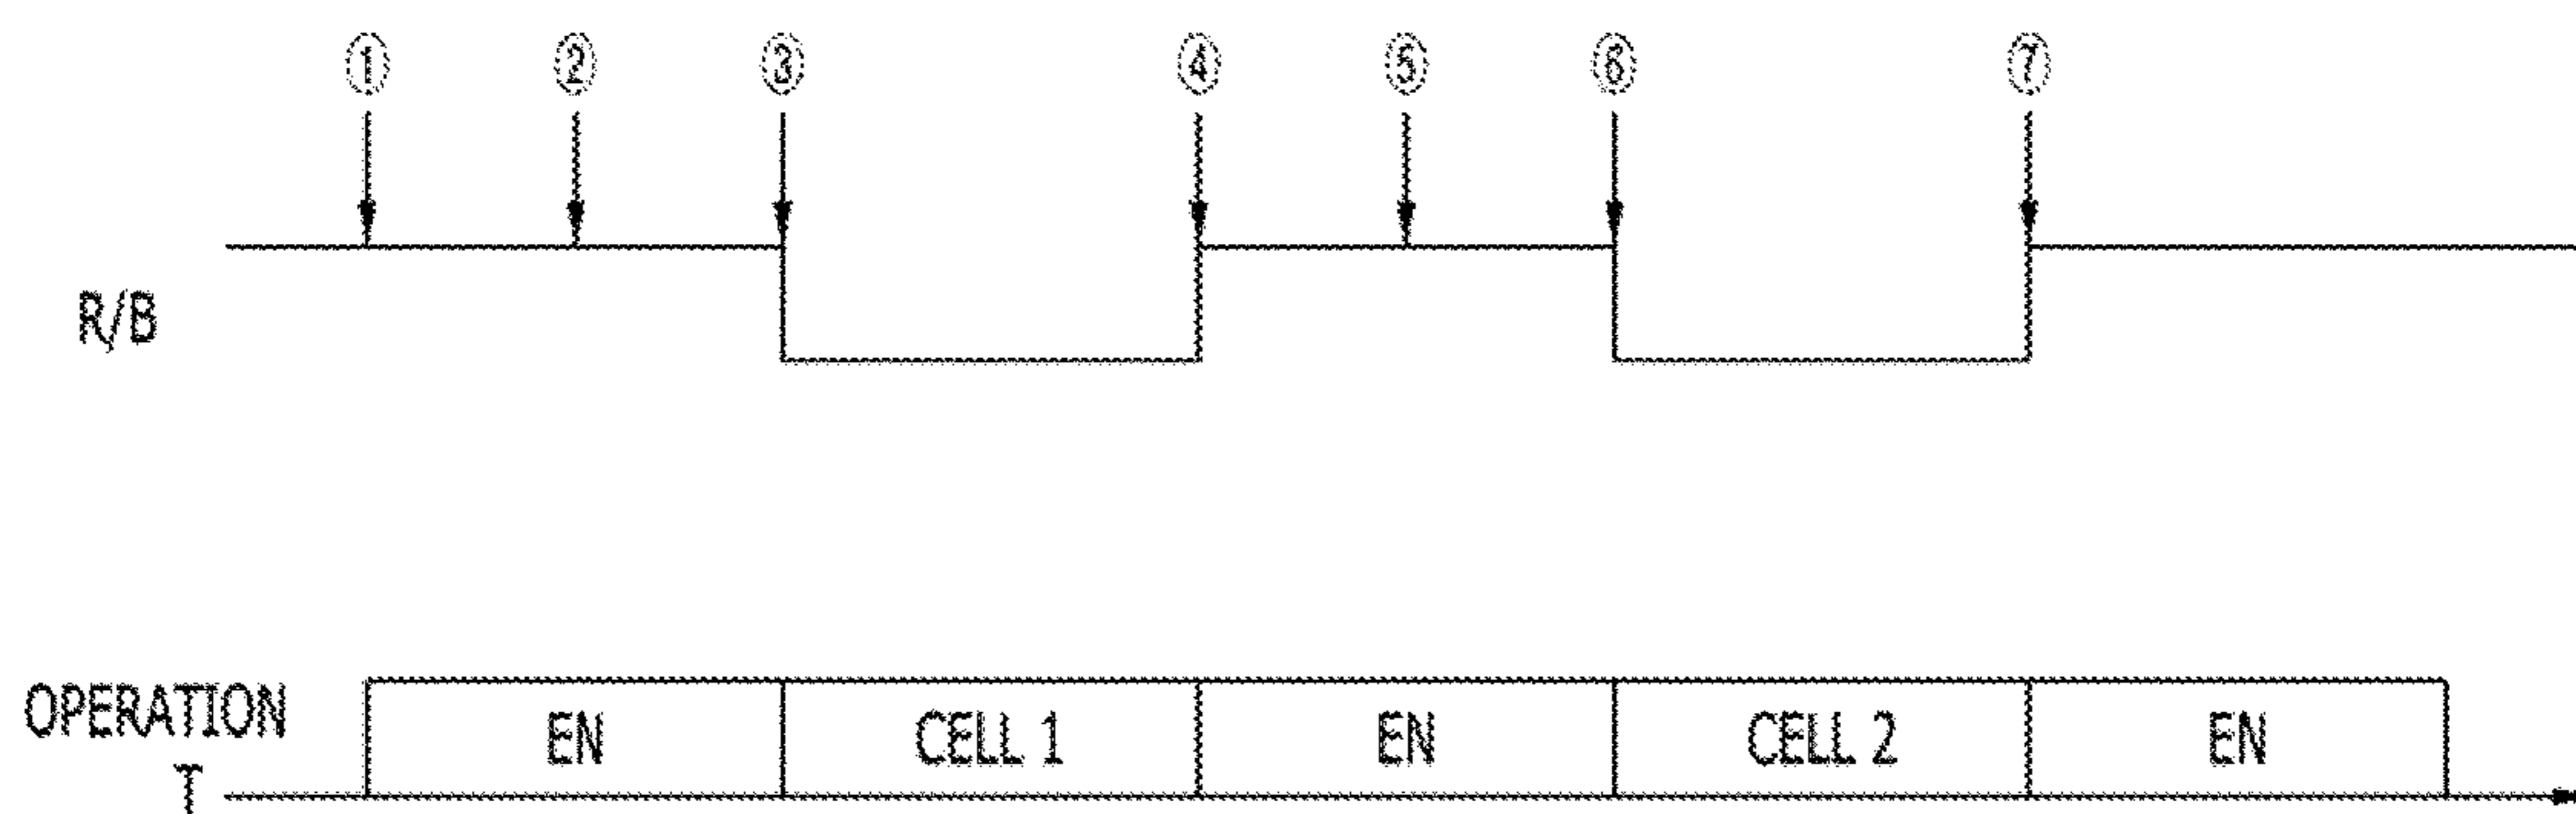 ① ② ③ ④ ⑤ ⑥ ⑦
R/B
OPERATION
EN CELL 1 EN CELL 2 EN
T